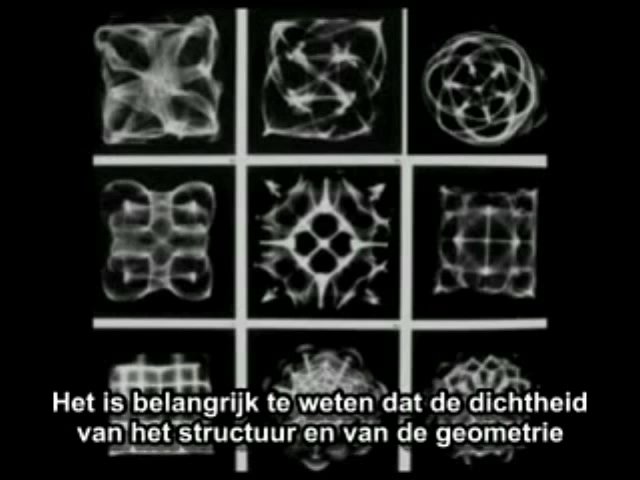 Het is belangrijk te weten dat de dichtheid
van het structuur en van de geometrie